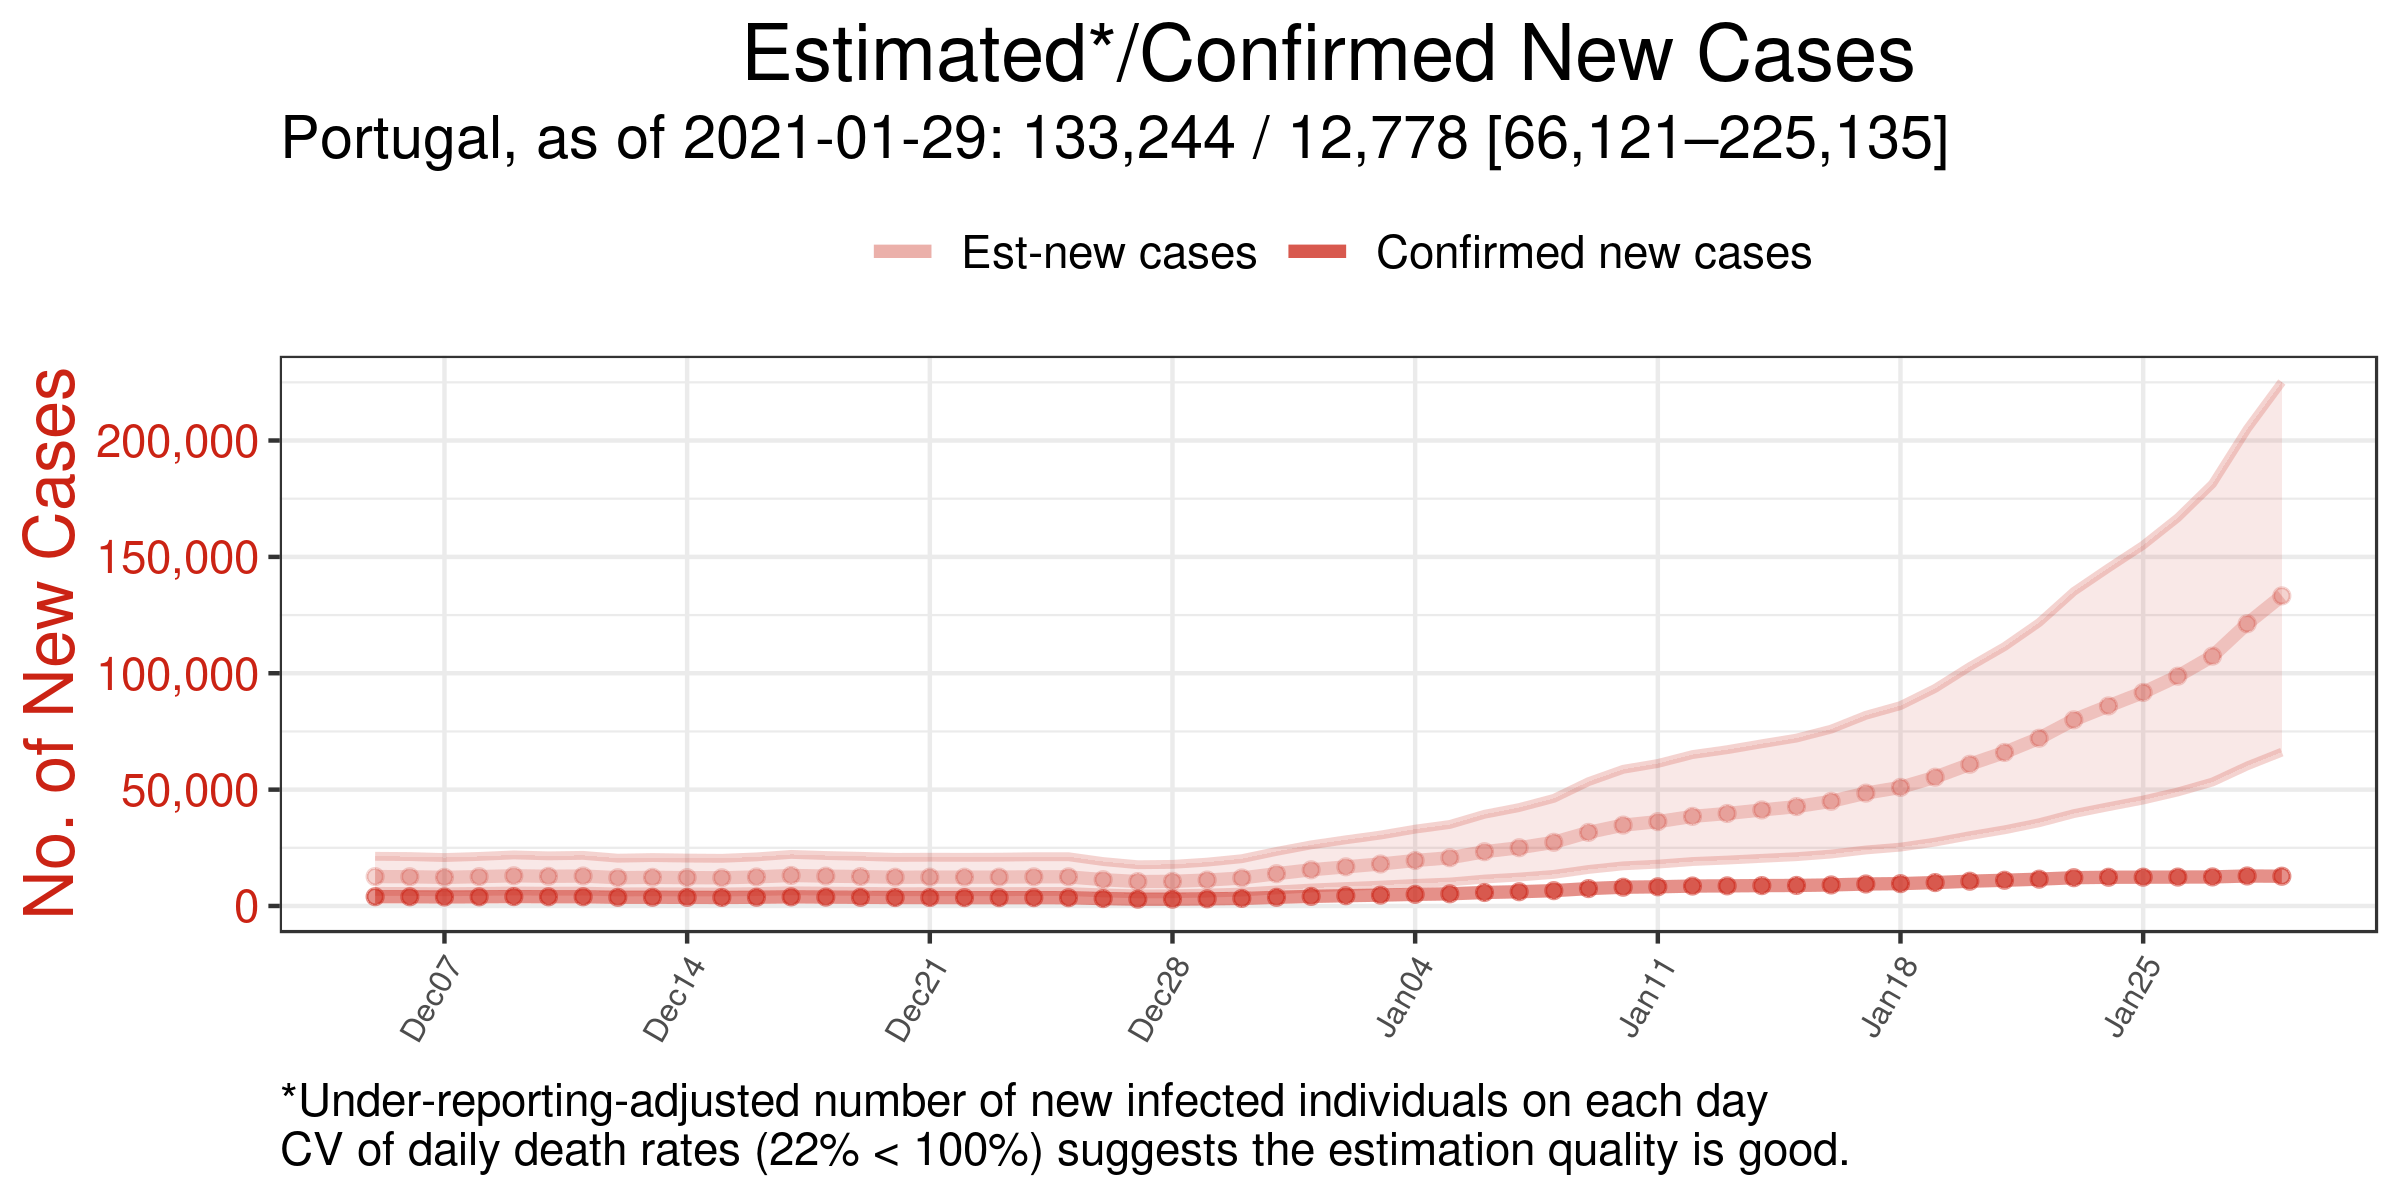 Estimated*/Confirmed New Cases
Portugal, as of 2021-01-29: 133,244 / 12,778 [66,121–225,135]
Est-new cases
Confirmed new cases
No. of New Cases
200,000
150,000
100,000
50,000
0
Dec07
Dec14
Dec21
Dec28
Jan04
Jan11
Jan18
Jan25
*Under-reporting-adjusted number of new infected individuals on each day
CV of daily death rates (22% < 100%) suggests the estimation quality is good.